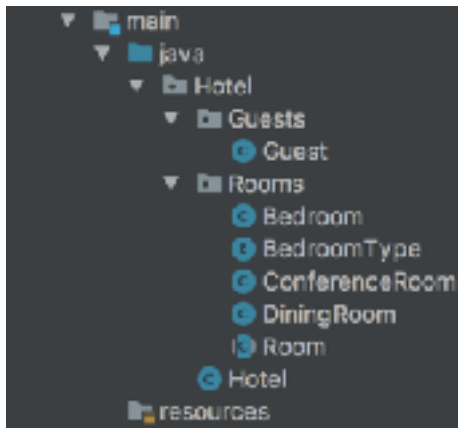 main
java
Hotel
Guests
Guest
Rooms
Bedroom
BedroomType
ConferenceRoom
DiningRoom
Room
Hotel
resources